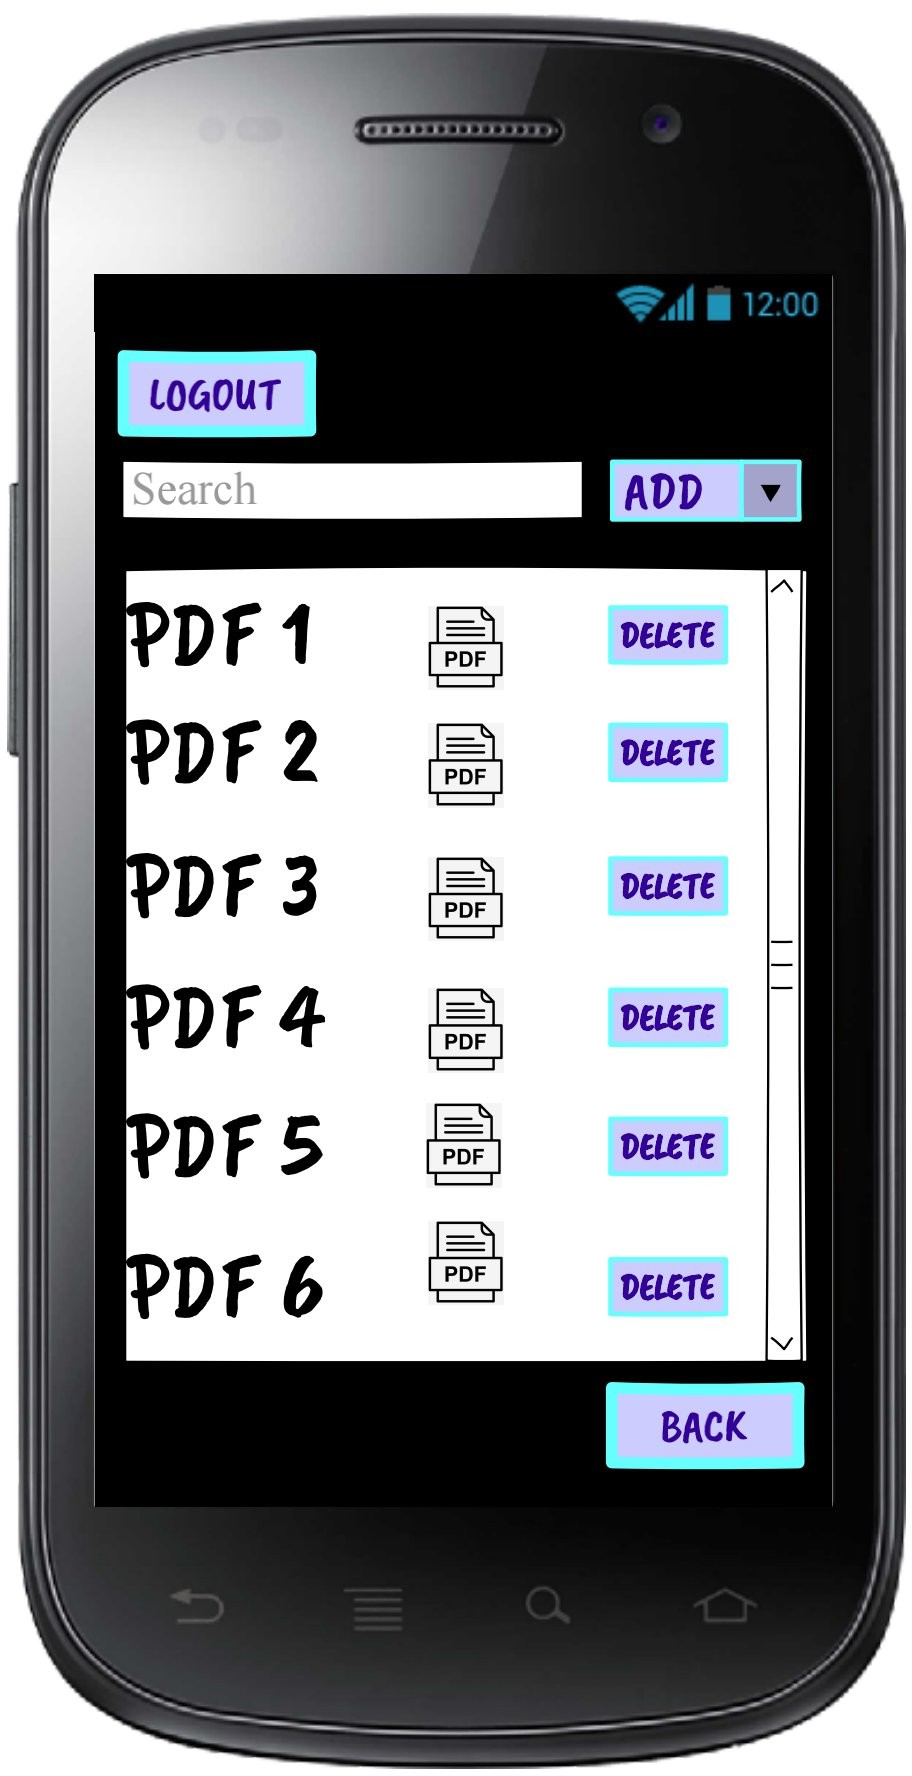 12:00
LOGOUT
Search
ADD
PDF 1
PDF
DELETE
PDF 2
PDF
DELETE
PDF 3
PDF
DELETE
PDF 4
PDF
DELETE
PDF 5
PDF
DELETE
PDF 6
PDF
DELETE
BACK